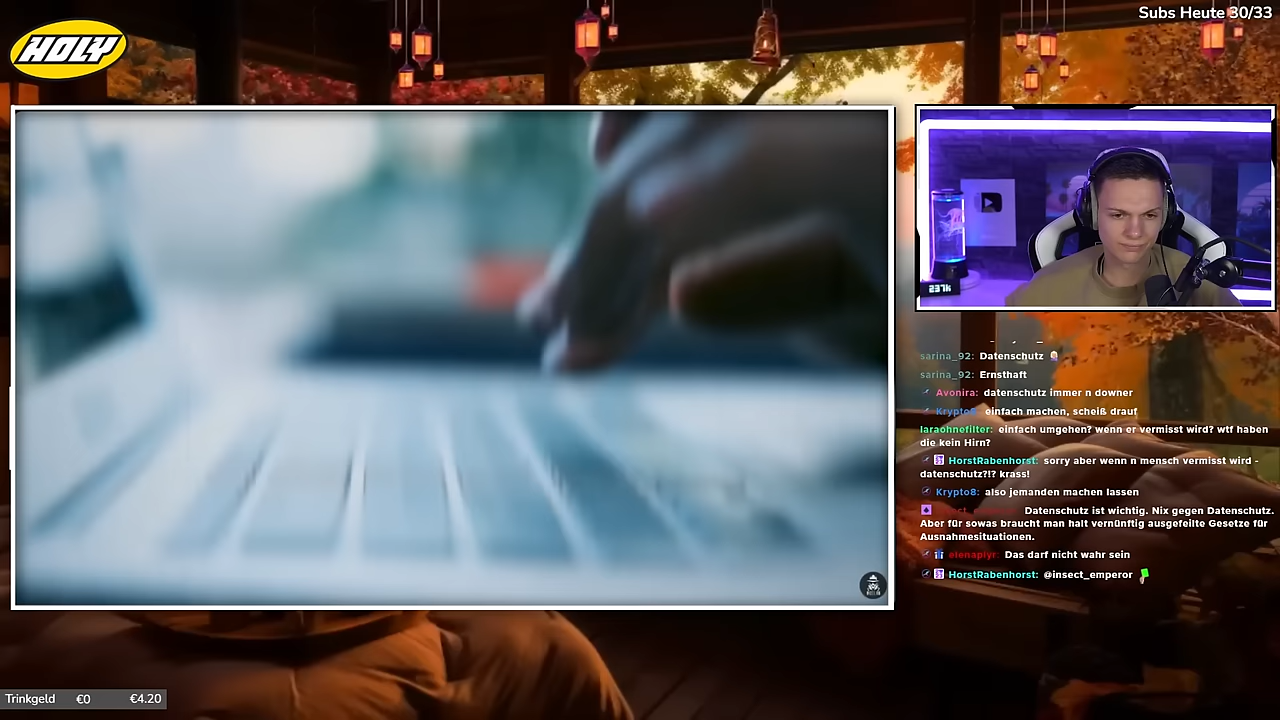 Subs Heute 30/33
HOLY
237k
sarina_92: Datenschutz
sarina_92: Ernsthaft
Avonira: datenschutz immer n downer
Krypto8: einfach machen, scheiß drauf
laraohnefilter: einfach umgehen? wenn er vermisst wird? wtf haben
die kein Hirn?
HorstRabenhorst: sorry aber wenn n mensch vermisst wird -
datenschutz?!? krass!
Krypto8: also jemanden machen lassen
Datenschutz ist wichtig. Nix gegen Datenschutz.
Aber für sowas braucht man halt vernünftig ausgefeilte Gesetze für
Ausnahmesituationen.
elenaplyr: Das darf nicht wahr sein
HorstRabenhorst: @insect_emperor
Trinkgeld €0 €4.20